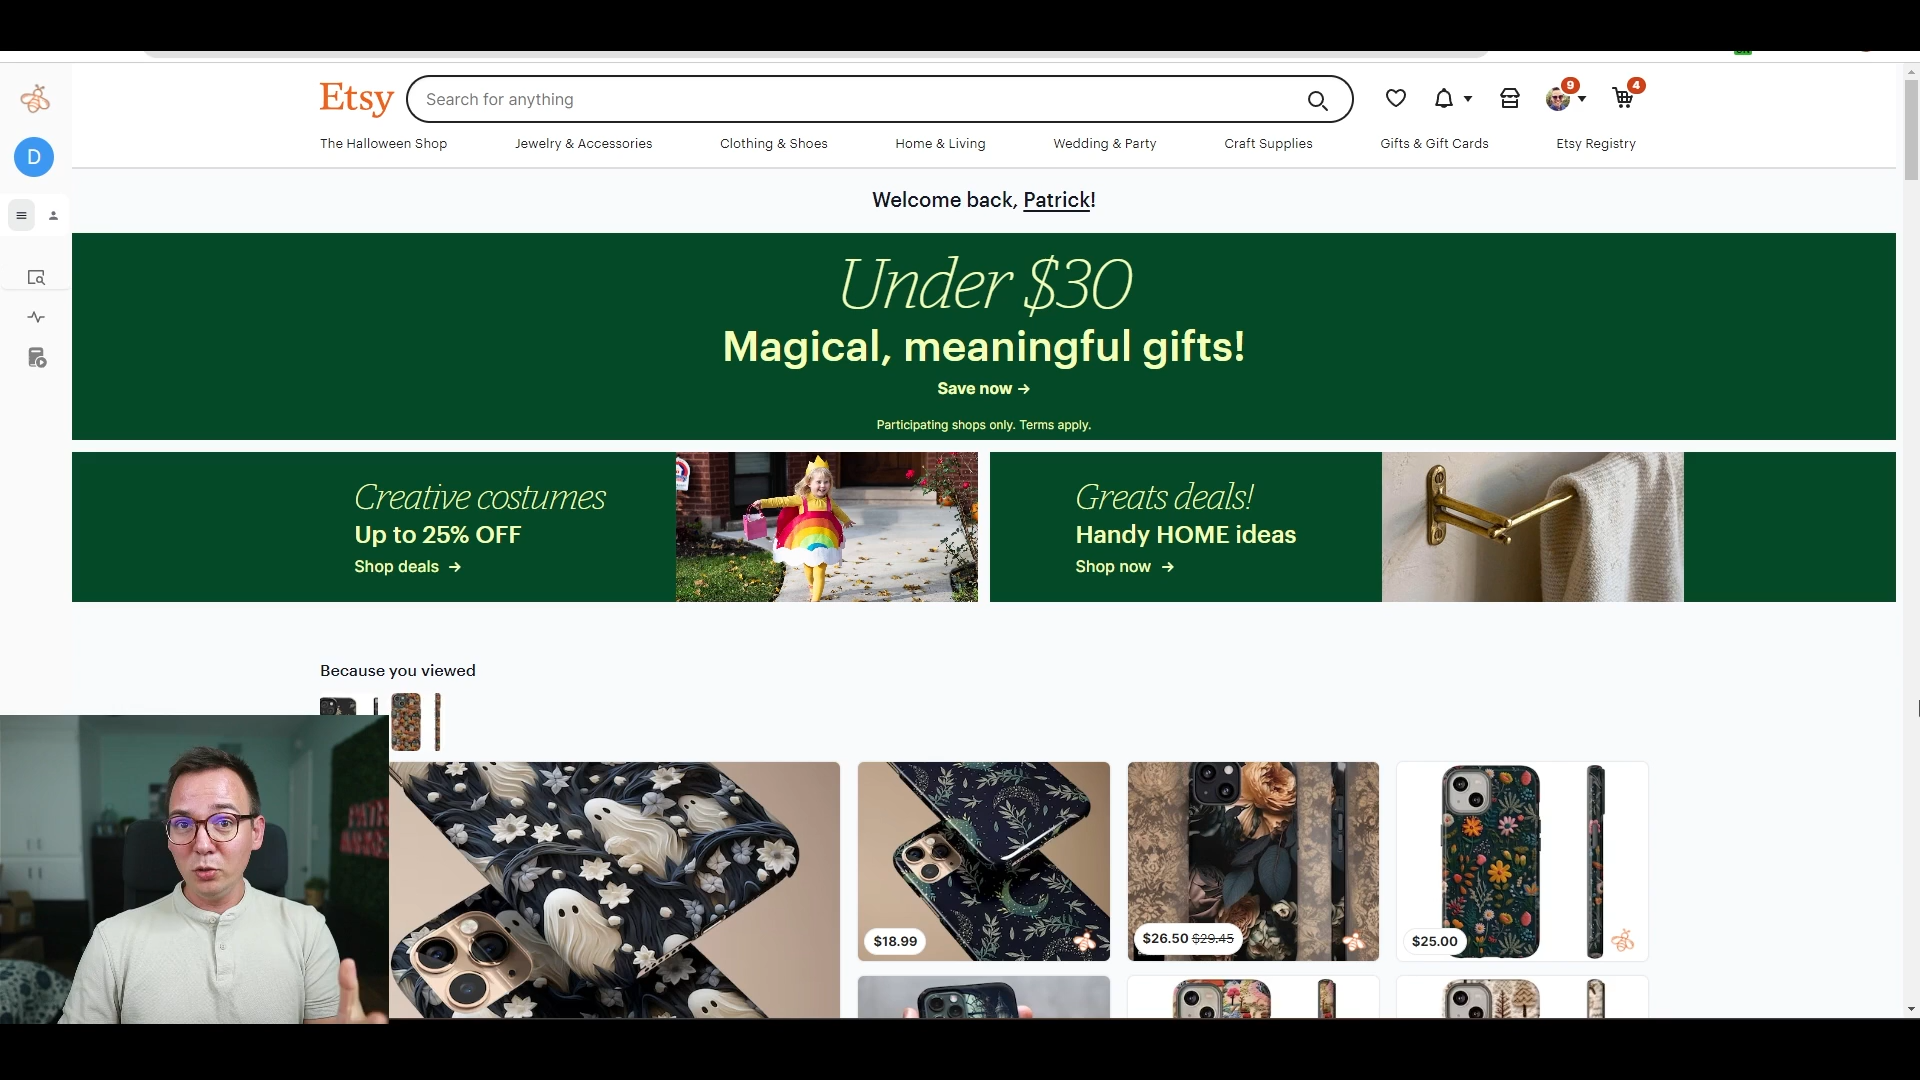 Etsy
Search for anything
9
4
D
The Halloween Shop
Jewelry & Accessories
Clothing & Shoes
Home & Living
Wedding & Party
Craft Supplies
Gifts & Gift Cards
Etsy Registry
Welcome back, Patrick!
Under $30
Magical, meaningful gifts!
Save now →
Participating shops only. Terms apply.
Creative costumes
Up to 25% OFF
Shop deals →
Greats deals!
Handy HOME ideas
Shop now →
Because you viewed
$18.99
$26.50 $29.45
$25.00